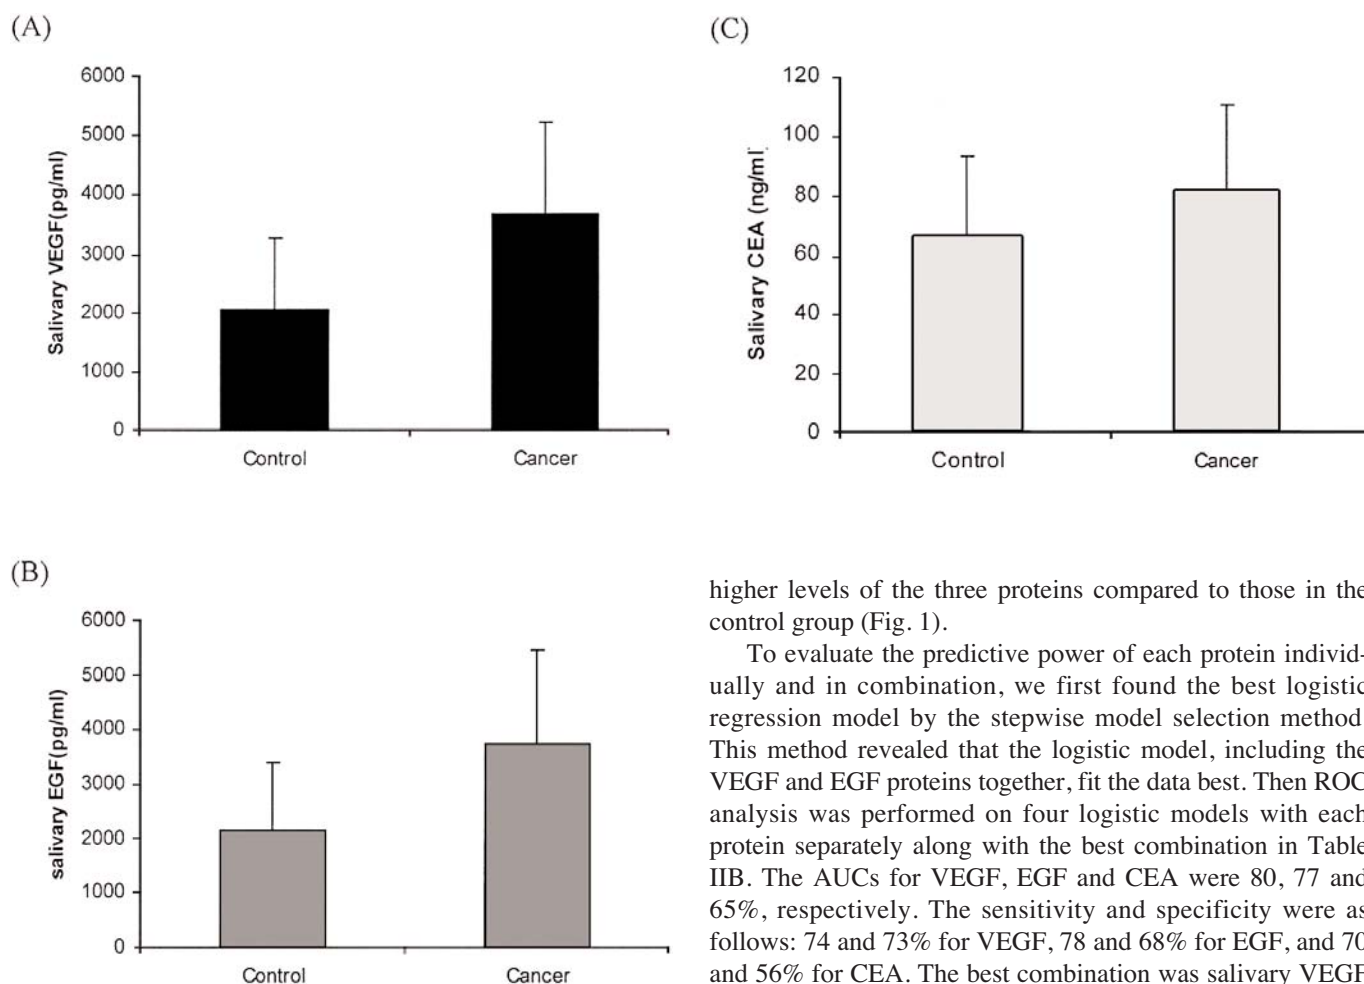 (A)
6000
5000
4000
3000
2000
1000
0
Salivary VEGF(pg/ml)
Control Cancer
(B)
6000
5000
4000
3000
2000
1000
0
salivary EGF(pg/ml)
Control Cancer
(C)
120
100
80
60
40
20
0
Salivary CEA (ng/ml)
Control Cancer
higher levels of the three proteins compared to those in the
control group (Fig. 1).
To evaluate the predictive power of each protein individ-
ually and in combination, we first found the best logistic
regression model by the stepwise model selection method
This method revealed that the logistic model, including the
VEGF and EGF proteins together, fit the data best. Then ROC
analysis was performed on four logistic models with each
protein separately along with the best combination in Table
IIB. The AUCs for VEGF, EGF and CEA were 80, 77 and
65%, respectively. The sensitivity and specificity were as
follows: 74 and 73% for VEGF, 78 and 68% for EGF, and 70
and 56% for CEA. The best combination was salivary VEGF